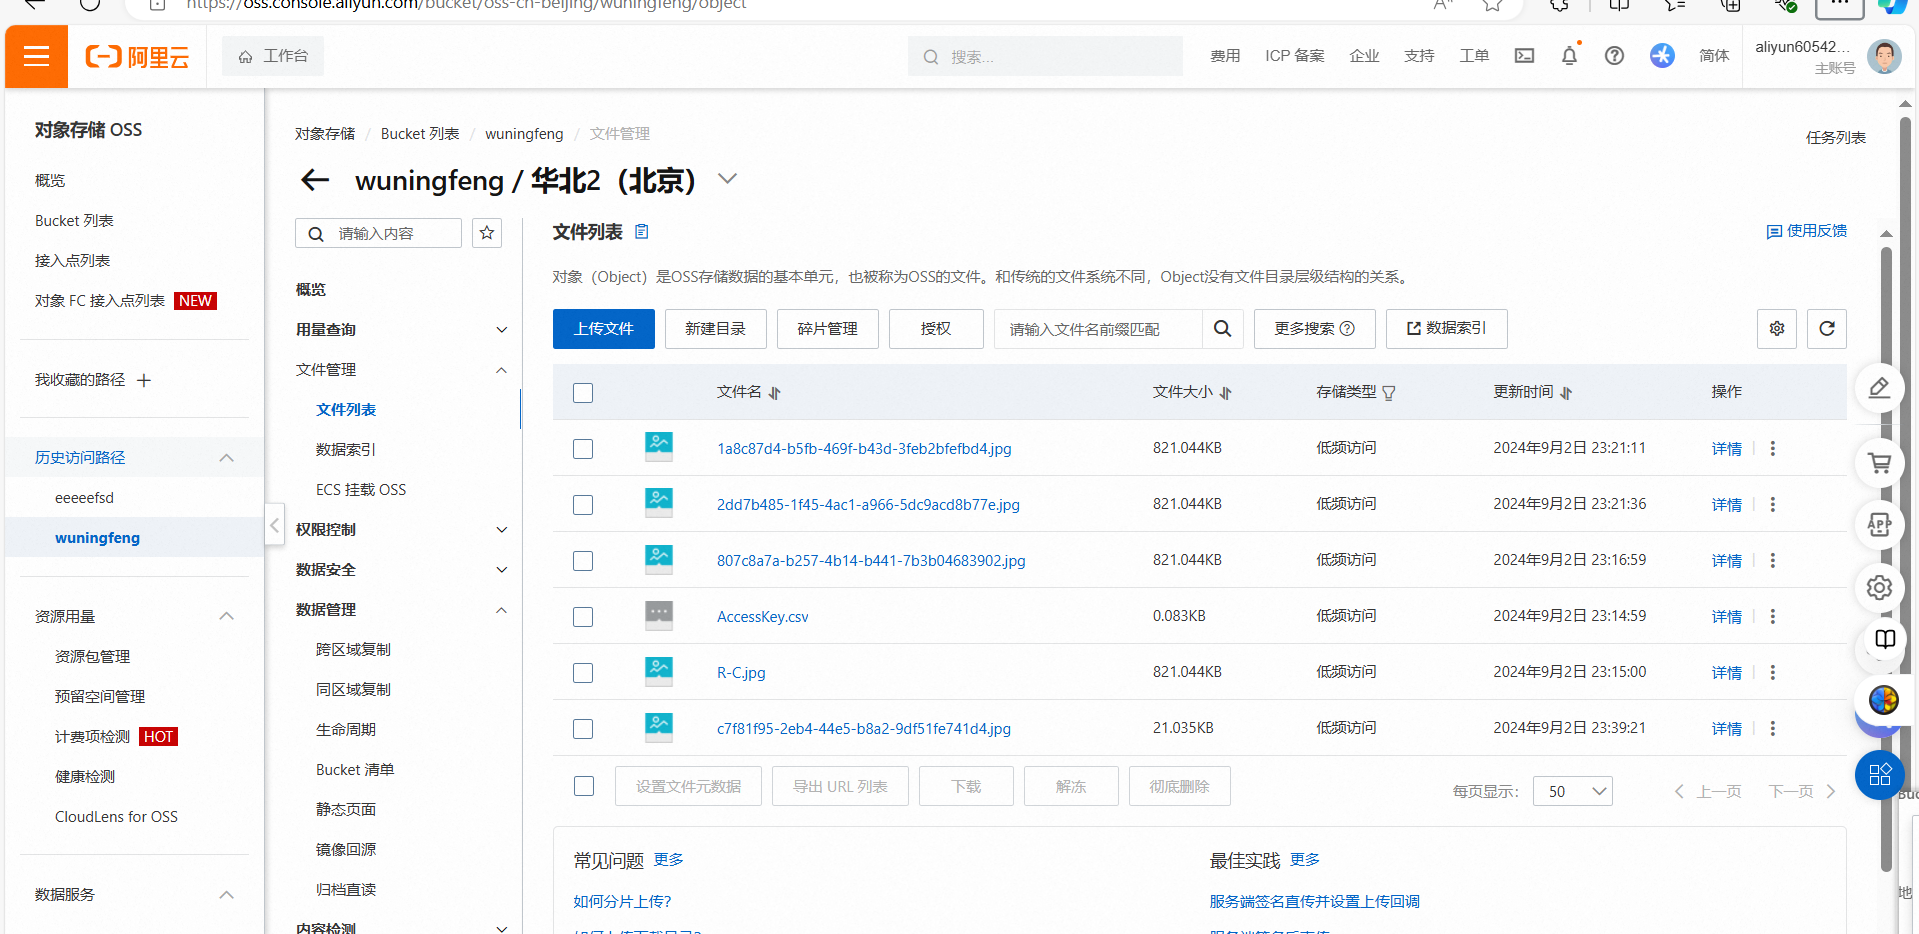 https://oss.console.aliyun.com/bucket/oss-cn-beijing/wuningfeng/object
阿里云
工作台
搜索...
费用
ICP 备案
企业
支持
工单
简体
aliyun60542...
主账号
对象存储 OSS
概览
Bucket 列表
接入点列表
对象 FC 接入点列表 NEW
我收藏的路径
历史访问路径
eeeeefsd
wuningfeng
资源用量
资源包管理
预留空间管理
计费项检测 HOT
健康检测
CloudLens for OSS
数据服务
对象存储 / Bucket 列表 / wuningfeng / 文件管理
任务列表
wuningfeng / 华北2（北京）
请输入内容
概览
用量查询
文件管理
文件列表
数据索引
ECS 挂载 OSS
权限控制
数据安全
数据管理
跨区域复制
同区域复制
生命周期
Bucket 清单
静态页面
镜像回源
归档直读
内容检测
文件列表
使用反馈
对象（Object）是OSS存储数据的基本单元，也被称为OSS的文件。和传统的文件系统不同，Object没有文件目录层级结构的关系。
上传文件
新建目录
碎片管理
授权
请输入文件名前缀匹配
更多搜索
数据索引
文件名 文件大小 存储类型 更新时间 操作
1a8c87d4-b5fb-469f-b43d-3feb2bfefbd4.jpg 821.044KB 低频访问 2024年9月2日 23:21:11 详情
2dd7b485-1f45-4ac1-a966-5dc9acd8b77e.jpg 821.044KB 低频访问 2024年9月2日 23:21:36 详情
807c8a7a-b257-4b14-b441-7b3b04683902.jpg 821.044KB 低频访问 2024年9月2日 23:16:59 详情
AccessKey.csv 0.083KB 低频访问 2024年9月2日 23:14:59 详情
R-C.jpg 821.044KB 低频访问 2024年9月2日 23:15:00 详情
c7f81f95-2eb4-44e5-b8a2-9df51fe741d4.jpg 21.035KB 低频访问 2024年9月2日 23:39:21 详情
设置文件元数据
导出 URL 列表
下载
解冻
彻底删除
每页显示：
50
上一页
下一页
常见问题 更多
如何分片上传?
最佳实践 更多
服务端签名直传并设置上传回调
APP
地